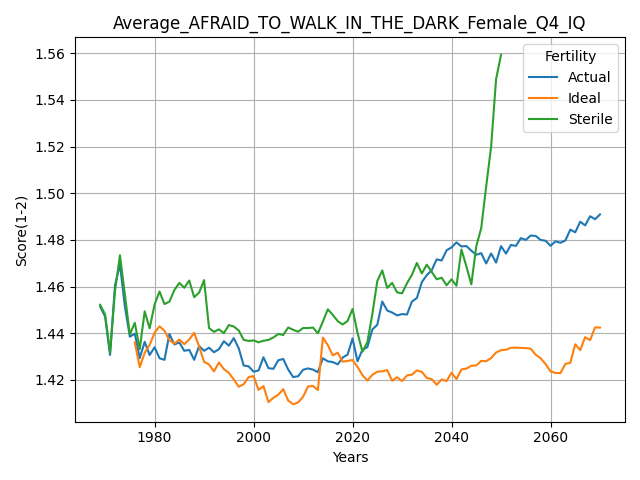 Average_AFRAID_TO_WALK_IN_THE_DARK_Female_Q4_IQ
Fertility
Actual
Ideal
Sterile
Score(1-2)
1.56
1.54
1.52
1.50
1.48
1.46
1.44
1.42
1980
2000
2020
2040
2060
Years